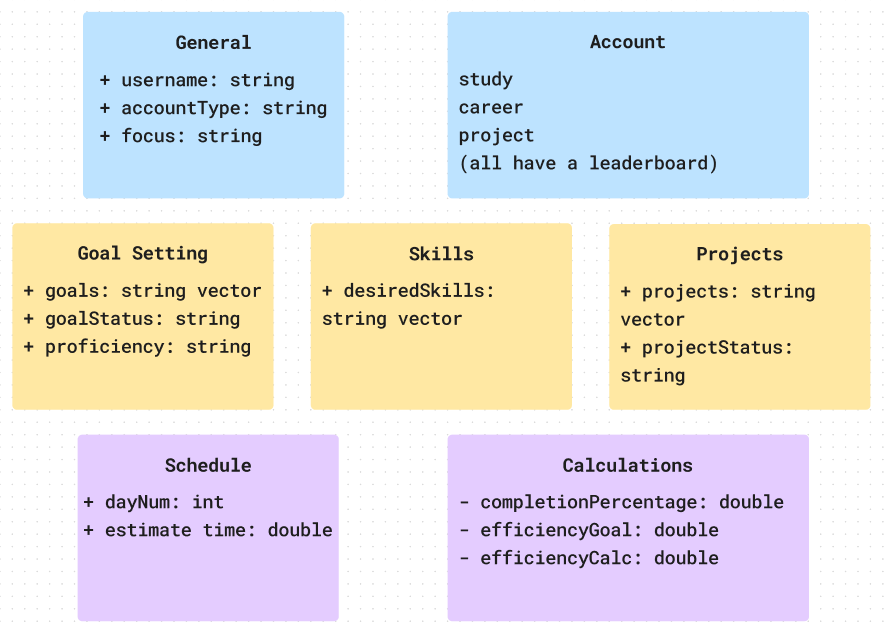 General
+ username: string
+ accountType: string
+ focus: string
Account
study
career
project
(all have a leaderboard)
Goal Setting
+ goals: string vector
+ goalStatus: string
+ proficiency: string
Skills
+ desiredSkills:
string vector
Projects
+ projects: string
vector
+ projectStatus:
string
Schedule
+ dayNum: int
+ estimate time: double
Calculations
- completionPercentage: double
- efficiencyGoal: double
- efficiencyCalc: double